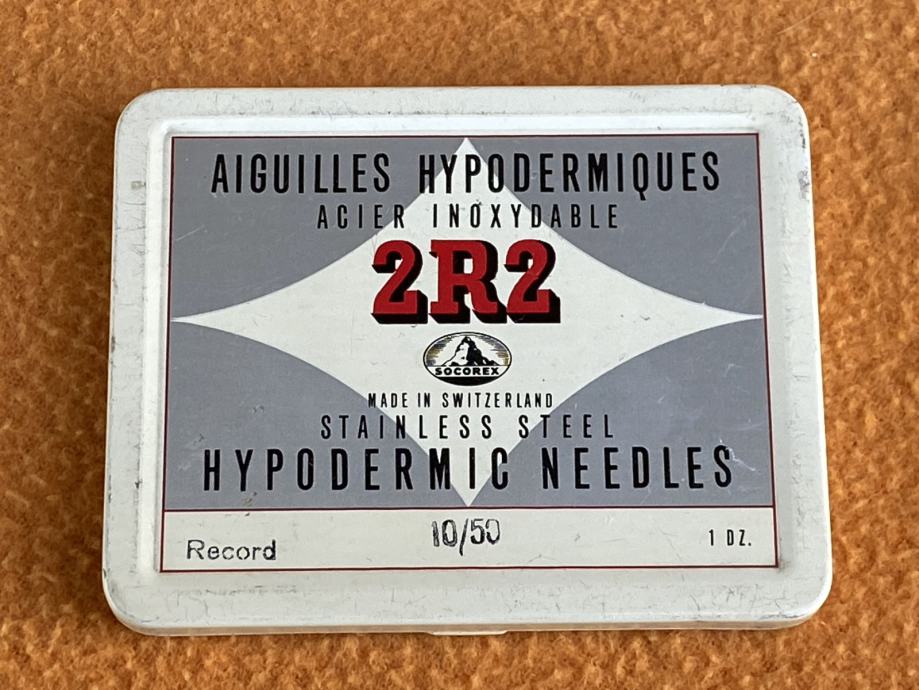 AIGUILLES HYPODERMIQUES
ACIER INOXYDABLE
2R2
SOCOREX
MADE IN SWITZERLAND
STAINLESS STEEL
HYPODERMIC NEEDLES
Record 10/50 1 DZ.